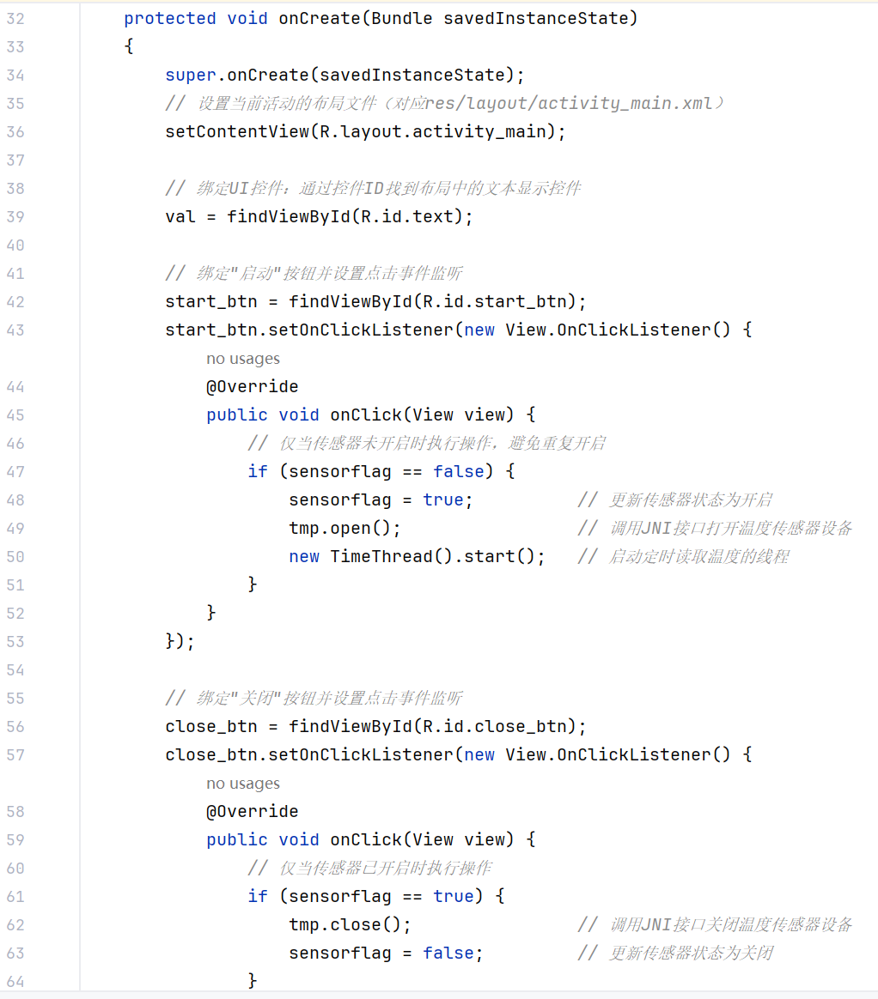 32 protected void onCreate(Bundle savedInstanceState)
33 {
34 super.onCreate(savedInstanceState);
35 // 设置当前活动的布局文件（对应res/layout/activity_main.xml）
36 setContentView(R.layout.activity_main);
37
38 // 绑定UI控件：通过控件ID找到布局中的文本显示控件
39 val = findViewById(R.id.text);
40
41 // 绑定"启动"按钮并设置点击事件监听
42 start_btn = findViewById(R.id.start_btn);
43 start_btn.setOnClickListener(new View.OnClickListener() {
no usages
44 @Override
45 public void onClick(View view) {
46 // 仅当传感器未开启时执行操作，避免重复开启
47 if (sensorflag == false) {
48 sensorflag = true; // 更新传感器状态为开启
49 tmp.open(); // 调用JNI接口打开温度传感器设备
50 new TimeThread().start(); // 启动定时读取温度的线程
51 }
52 }
53 });
54
55 // 绑定"关闭"按钮并设置点击事件监听
56 close_btn = findViewById(R.id.close_btn);
57 close_btn.setOnClickListener(new View.OnClickListener() {
no usages
58 @Override
59 public void onClick(View view) {
60 // 仅当传感器已开启时执行操作
61 if (sensorflag == true) {
62 tmp.close(); // 调用JNI接口关闭温度传感器设备
63 sensorflag = false; // 更新传感器状态为关闭
64 }